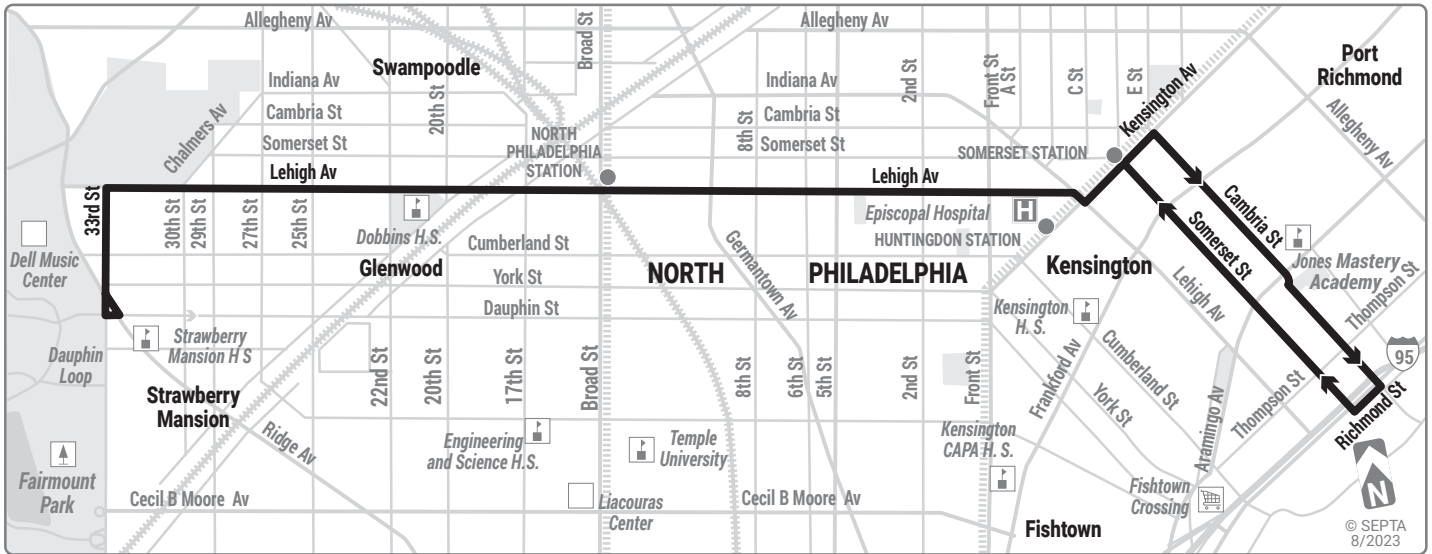 Allegheny Av
Broad St
Allegheny Av
Port
Richmond
Swampoodle
Indiana Av
Indiana Av
2nd St
Front St
A St
C St
E St
Kensington Av
Chalmers Av
Cambria St
20th St
NORTH
PHILADELPHIA
STATION
8th St
Cambria St
Allegheny Av
Somerset St
Somerset St
SOMERSET STATION
Lehigh Av
Lehigh Av
33rd St
30th St
29th St
27th St
25th St
Dobbins H.S.
Episcopal Hospital
H
HUNTINGDON STATION
Cambria St
Somerset St
Dell Music
Center
Glenwood
Cumberland St
York St
Dauphin St
NORTH
PHILADELPHIA
Germantown Av
Kensington
Jones Mastery
Academy
Lehigh Av
Thompson St
Kensington
H. S.
Strawberry
Mansion H S
Dauphin
Loop
Strawberry
Mansion
22nd St
20th St
17th St
Broad St
8th St
6th St
5th St
2nd St
Front St
Frankford Av
Cumberland St
York St
95
Thompson St
Aramingo Av
Richmond St
Ridge Av
Engineering
and Science H.S.
Temple
University
Kensington
CAPA H. S.
Fairmount
Park
Cecil B Moore Av
Liacouras
Center
Cecil B Moore Av
Fishtown
Crossing
Fishtown
N
© SEPTA
8/2023